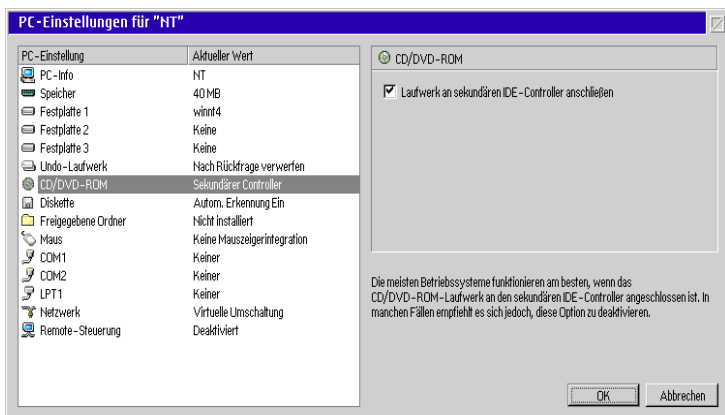 PC-Einstellungen für "NT"
PC-Einstellung Aktueller Wert
PC-Info NT
Speicher 40 MB
Festplatte 1 winnt4
Festplatte 2 Keine
Festplatte 3 Keine
Undo-Laufwerk Nach Rückfrage verwerfen
CD/DVD-ROM Sekundärer Controller
Diskette Autom. Erkennung Ein
Freigegebene Ordner Nicht installiert
Maus Keine Mauszeigerintegration
COM1 Keiner
COM2 Keiner
LPT1 Keiner
Netzwerk Virtuelle Umschaltung
Remote-Steuerung Deaktiviert
CD/DVD-ROM
Laufwerk an sekundären IDE-Controller anschließen
Die meisten Betriebssysteme funktionieren am besten, wenn das
CD/DVD-ROM-Laufwerk an den sekundären IDE-Controller angeschlossen ist. In
manchen Fällen empfiehlt es sich jedoch, diese Option zu deaktivieren.
OK Abbrechen